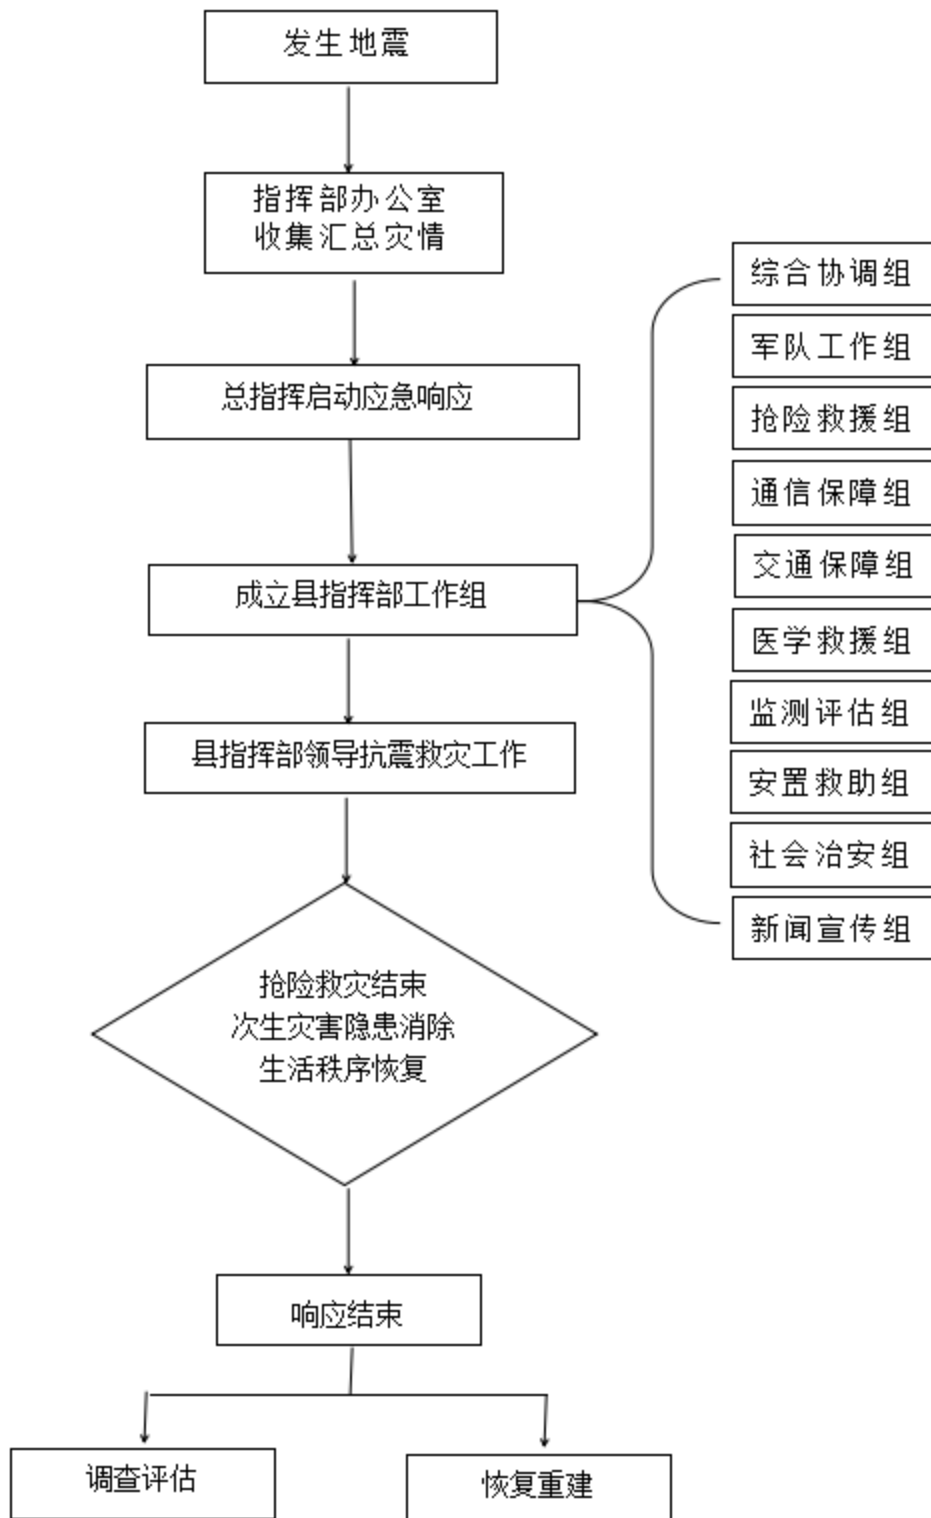 发生地震
指挥部办公室
收集汇总灾情
总指挥启动应急响应
成立县指挥部工作组
综合协调组
军队工作组
抢险救援组
通信保障组
交通保障组
医学救援组
监测评估组
安置救助组
社会治安组
新闻宣传组
县指挥部领导抗震救灾工作
抢险救灾结束
次生灾害隐患消除
生活秩序恢复
响应结束
调查评估
恢复重建